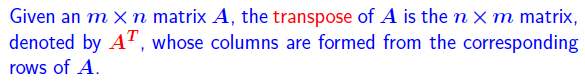 Given an m × n matrix A, the transpose of A is the n × m matrix,
denoted by A^T, whose columns are formed from the corresponding
rows of A.